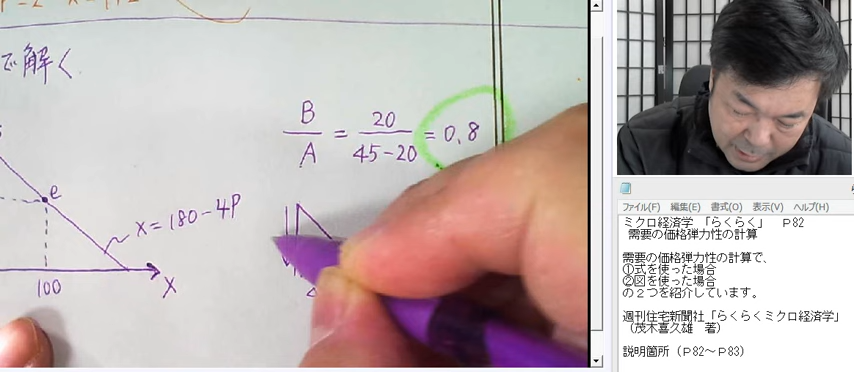 で解く
B
A
=
20
45-20
= 0.8
e
x = 180-4P
100
X
ファイル(F) 編集(E) 書式(O) 表示(V) ヘルプ(H)
ミクロ経済学 「らくらく」 P82
需要の価格弾力性の計算
需要の価格弾力性の計算で、
①式を使った場合
②図を使った場合
の2つを紹介しています。
週刊住宅新聞社「らくらくミクロ経済学」
(茂木喜久雄 著)
説明箇所(P82～P83)